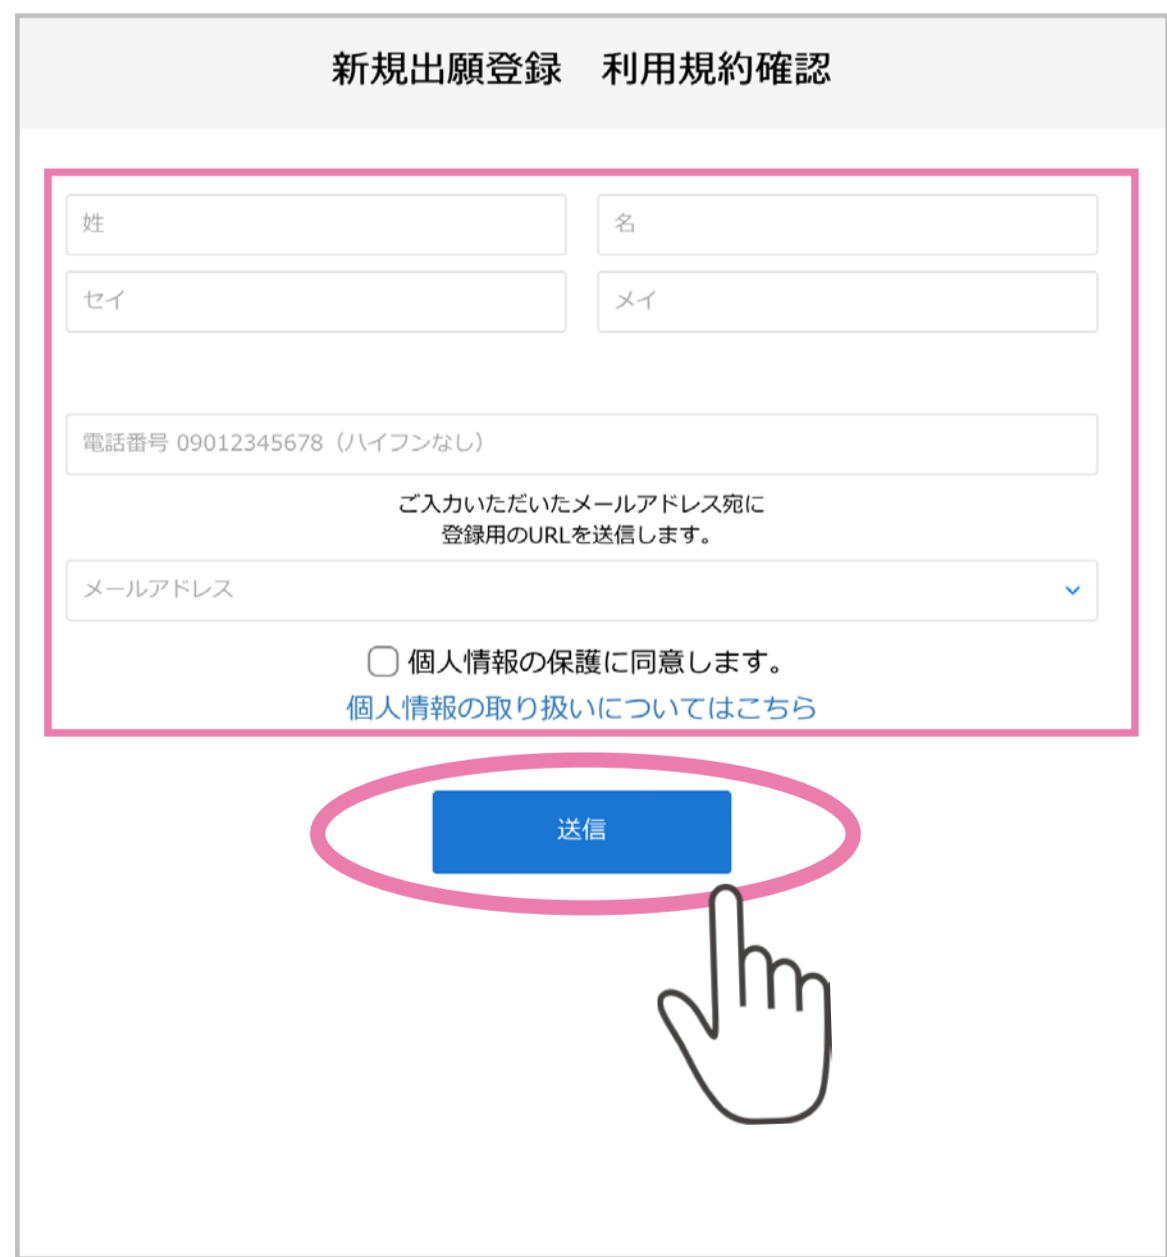 新規出願登録　利用規約確認
姓
名
セイ
メイ
電話番号 09012345678（ハイフンなし）
ご入力いただいたメールアドレス宛に
登録用のURLを送信します。
メールアドレス
個人情報の保護に同意します。
個人情報の取り扱いについてはこちら
送信